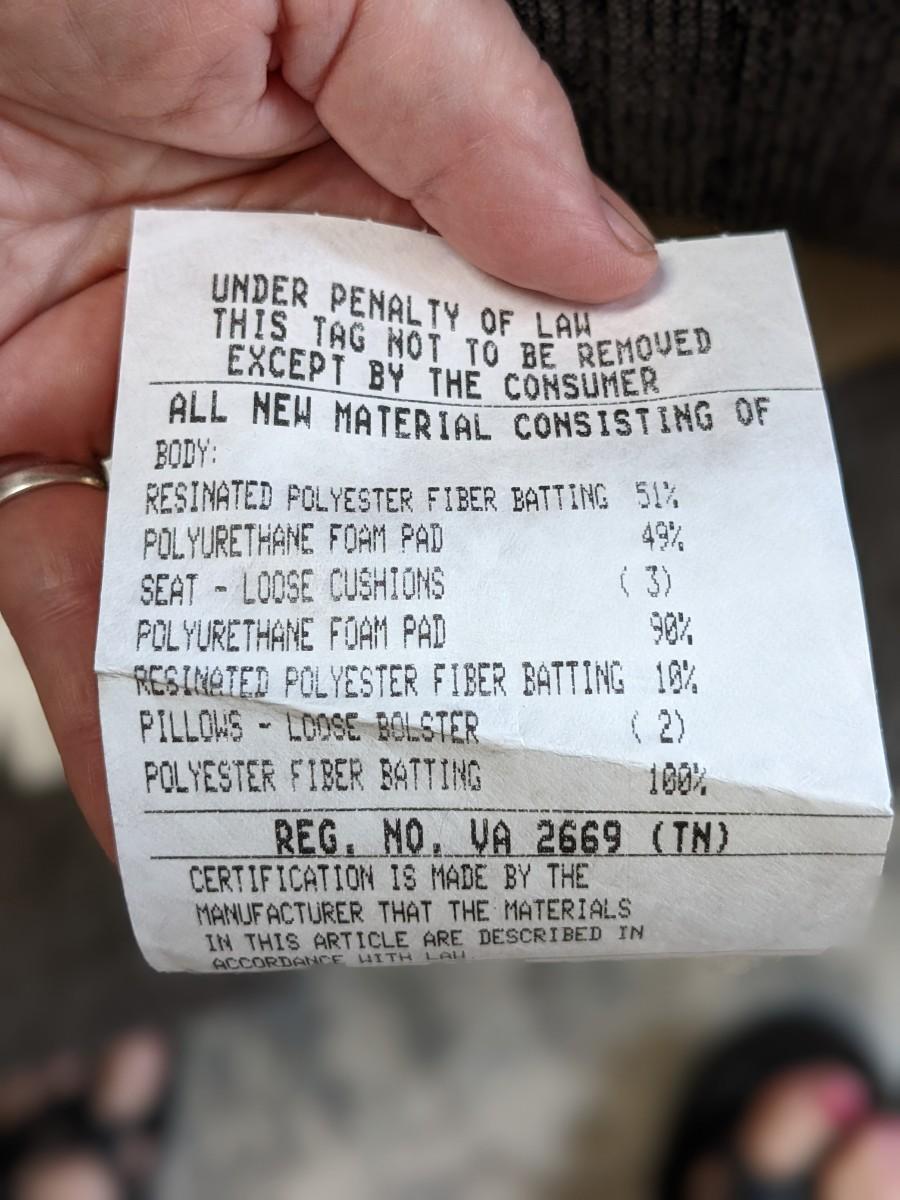 UNDER PENALTY OF LAW
THIS TAG NOT TO BE REMOVED
EXCEPT BY THE CONSUMER
ALL NEW MATERIAL CONSISTING OF
BODY:
RESINATED POLYESTER FIBER BATTING 51%
POLYURETHANE FOAM PAD 49%
SEAT - LOOSE CUSHIONS ( 3)
POLYURETHANE FOAM PAD 90%
RESINATED POLYESTER FIBER BATTING 10%
PILLOWS - LOOSE BOLSTER ( 2)
POLYESTER FIBER BATTING 100%
REG. NO. VA 2669 (TN)
CERTIFICATION IS MADE BY THE
MANUFACTURER THAT THE MATERIALS
IN THIS ARTICLE ARE DESCRIBED IN
ACCORDANCE WITH LAW